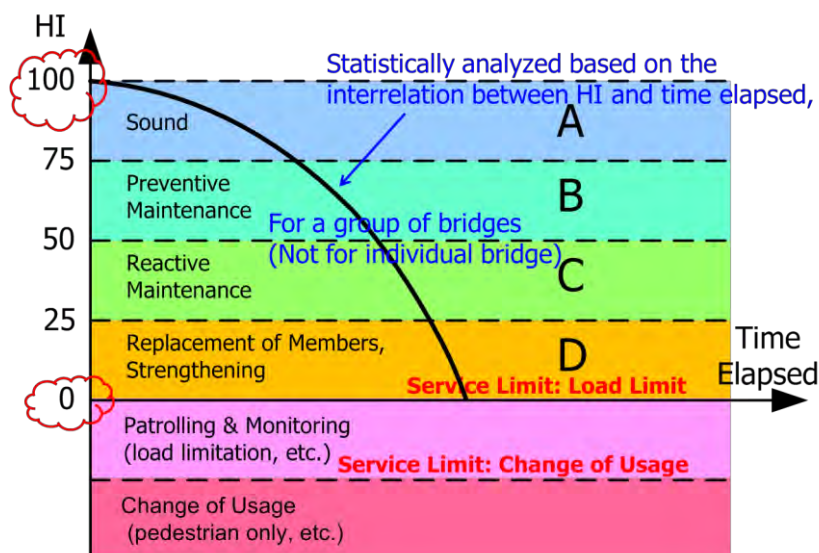 HI
100
Statistically analyzed based on the
interrelation between HI and time elapsed,
Sound
A
75
Preventive
Maintenance
B
For a group of bridges
(Not for individual bridge)
50
Reactive
Maintenance
C
25
Replacement of Members,
Strengthening
D
Time
Elapsed
Service Limit: Load Limit
0
Patrolling & Monitoring
(load limitation, etc.)
Service Limit: Change of Usage
Change of Usage
(pedestrian only, etc.)